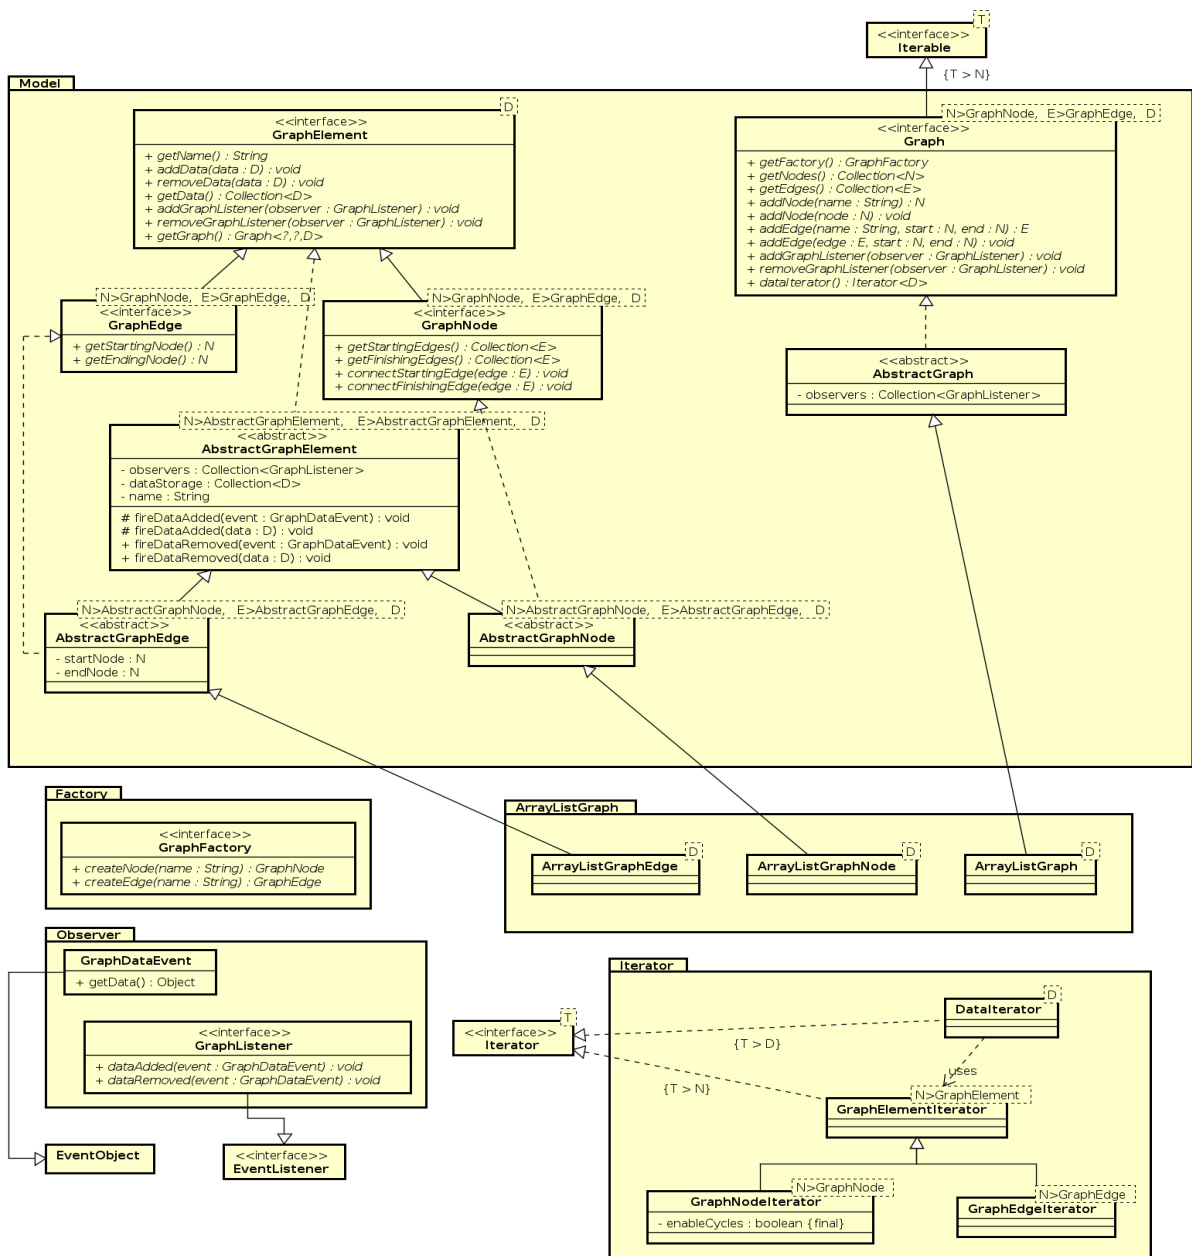 T
<<interface>>
Iterable
{T > N}
Model
D
<<interface>>
GraphElement
+ getName() : String
+ addData(data : D) : void
+ removeData(data : D) : void
+ getData() : Collection<D>
+ addGraphListener(observer : GraphListener) : void
+ removeGraphListener(observer : GraphListener) : void
+ getGraph() : Graph<?,?,D>
N>GraphNode, E>GraphEdge, D
<<interface>>
Graph
+ getFactory() : GraphFactory
+ getNodes() : Collection<N>
+ getEdges() : Collection<E>
+ addNode(name : String) : N
+ addNode(node : N) : void
+ addEdge(name : String, start : N, end : N) : E
+ addEdge(edge : E, start : N, end : N) : void
+ addGraphListener(observer : GraphListener) : void
+ removeGraphListener(observer : GraphListener) : void
+ dataIterator() : Iterator<D>
N>GraphNode, E>GraphEdge, D
<<interface>>
GraphEdge
+ getStartingNode() : N
+ getEndingNode() : N
N>GraphNode, E>GraphEdge, D
<<interface>>
GraphNode
+ getStartingEdges() : Collection<E>
+ getFinishingEdges() : Collection<E>
+ connectStartingEdge(edge : E) : void
+ connectFinishingEdge(edge : E) : void
<<abstract>>
AbstractGraph
- observers : Collection<GraphListener>
N>AbstractGraphElement, E>AbstractGraphElement, D
<<abstract>>
AbstractGraphElement
- observers : Collection<GraphListener>
- dataStorage : Collection<D>
- name : String
# fireDataAdded(event : GraphDataEvent) : void
# fireDataAdded(data : D) : void
+ fireDataRemoved(event : GraphDataEvent) : void
+ fireDataRemoved(data : D) : void
N>AbstractGraphNode, E>AbstractGraphEdge, D
<<abstract>>
AbstractGraphEdge
- startNode : N
- endNode : N
N>AbstractGraphNode, E>AbstractGraphEdge, D
<<abstract>>
AbstractGraphNode
Factory
<<interface>>
GraphFactory
+ createNode(name : String) : GraphNode
+ createEdge(name : String) : GraphEdge
ArrayListGraph
D
ArrayListGraphEdge
D
ArrayListGraphNode
D
ArrayListGraph
Observer
GraphDataEvent
+ getData() : Object
<<interface>>
GraphListener
+ dataAdded(event : GraphDataEvent) : void
+ dataRemoved(event : GraphDataEvent) : void
EventObject
<<interface>>
EventListener
T
<<interface>>
Iterator
{T > D}
{T > N}
Iterator
D
DataIterator
uses
N>GraphElement
GraphElementIterator
N>GraphNode
GraphNodeIterator
- enableCycles : boolean {final}
N>GraphEdge
GraphEdgeIterator